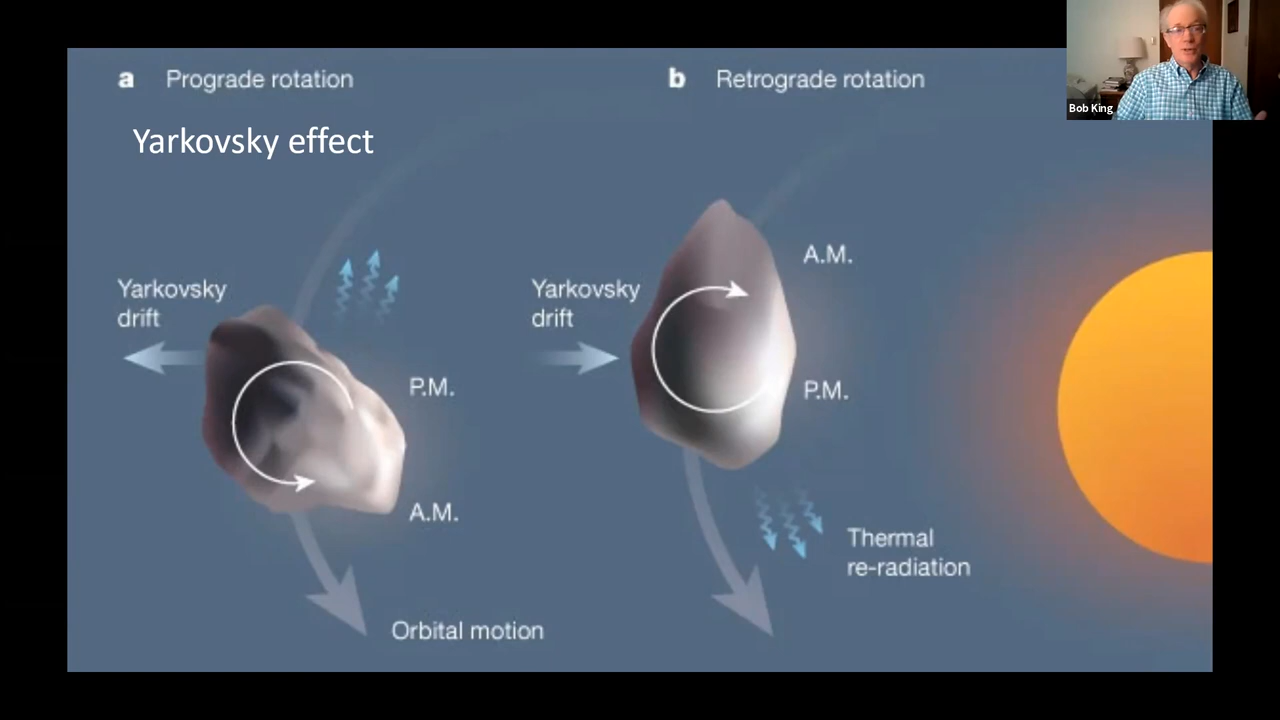 a Prograde rotation
Yarkovsky effect
Yarkovsky
drift
P.M.
A.M.
Orbital motion
b Retrograde rotation
Yarkovsky
drift
A.M.
P.M.
Thermal
re-radiation
Bob King